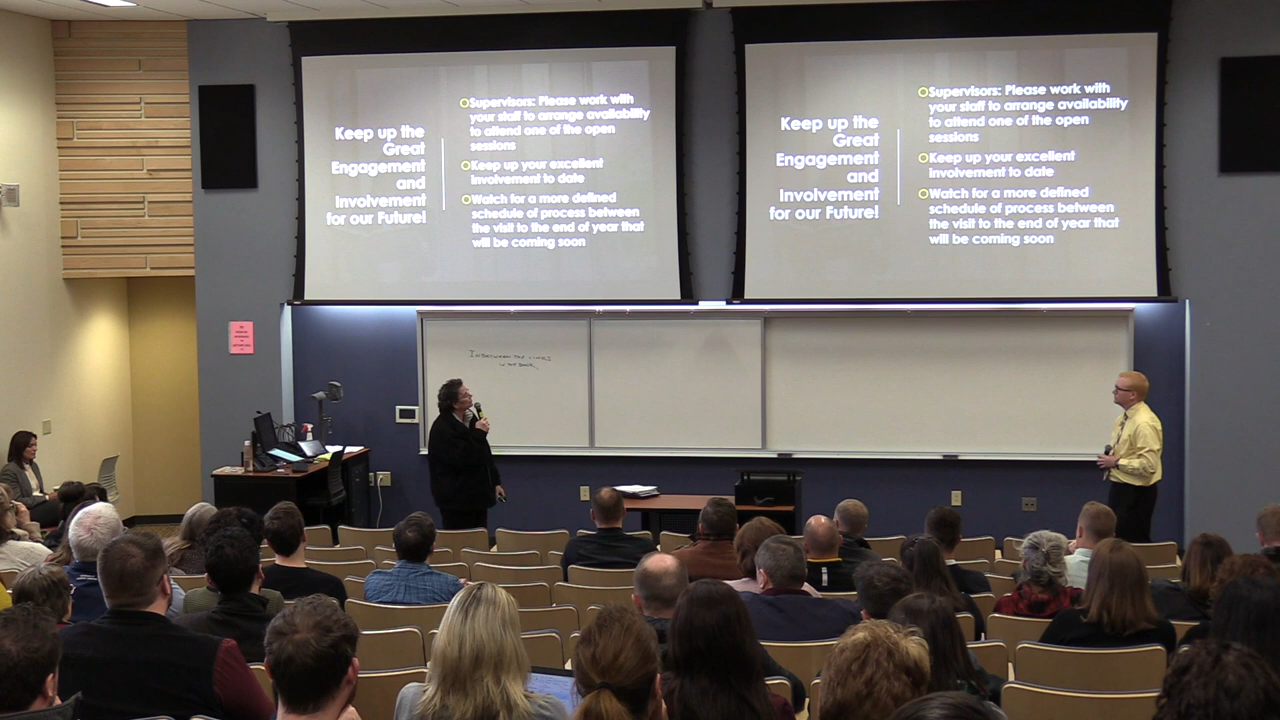 Keep up the
Great
Engagement
and
Involvement
for our Future!
Supervisors: Please work with
your staff to arrange availability
to attend one of the open
sessions
Keep up your excellent
involvement to date
Watch for a more defined
schedule of process between
the visit to the end of year that
will be coming soon
Keep up the
Great
Engagement
and
Involvement
for our Future!
Supervisors: Please work with
your staff to arrange availability
to attend one of the open
sessions
Keep up your excellent
involvement to date
Watch for a more defined
schedule of process between
the visit to the end of year that
will be coming soon